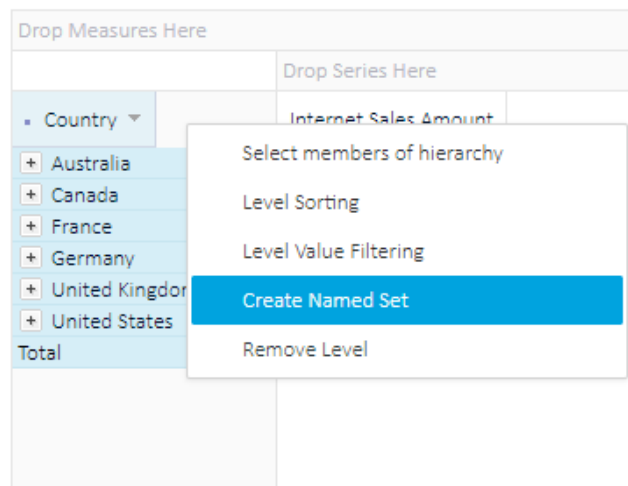 Drop Measures Here
Drop Series Here
Country
Internet Sales Amount
Australia
Canada
France
Germany
United Kingdor
United States
Total
Select members of hierarchy
Level Sorting
Level Value Filtering
Create Named Set
Remove Level